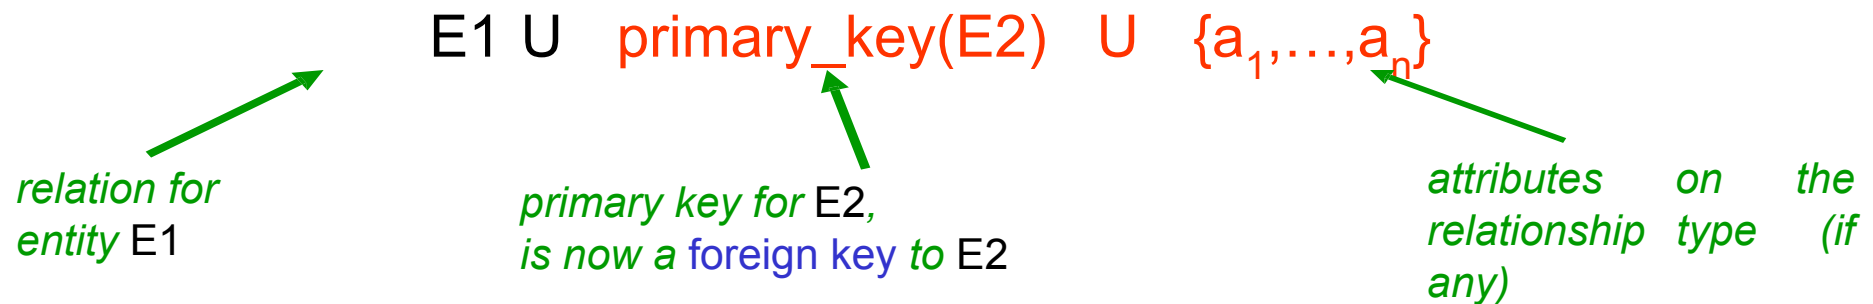 E1 U primary_key(E2) U {a1,…,an}
relation for
entity E1
primary key for E2,
is now a foreign key to E2
attributes on the
relationship type (if
any)